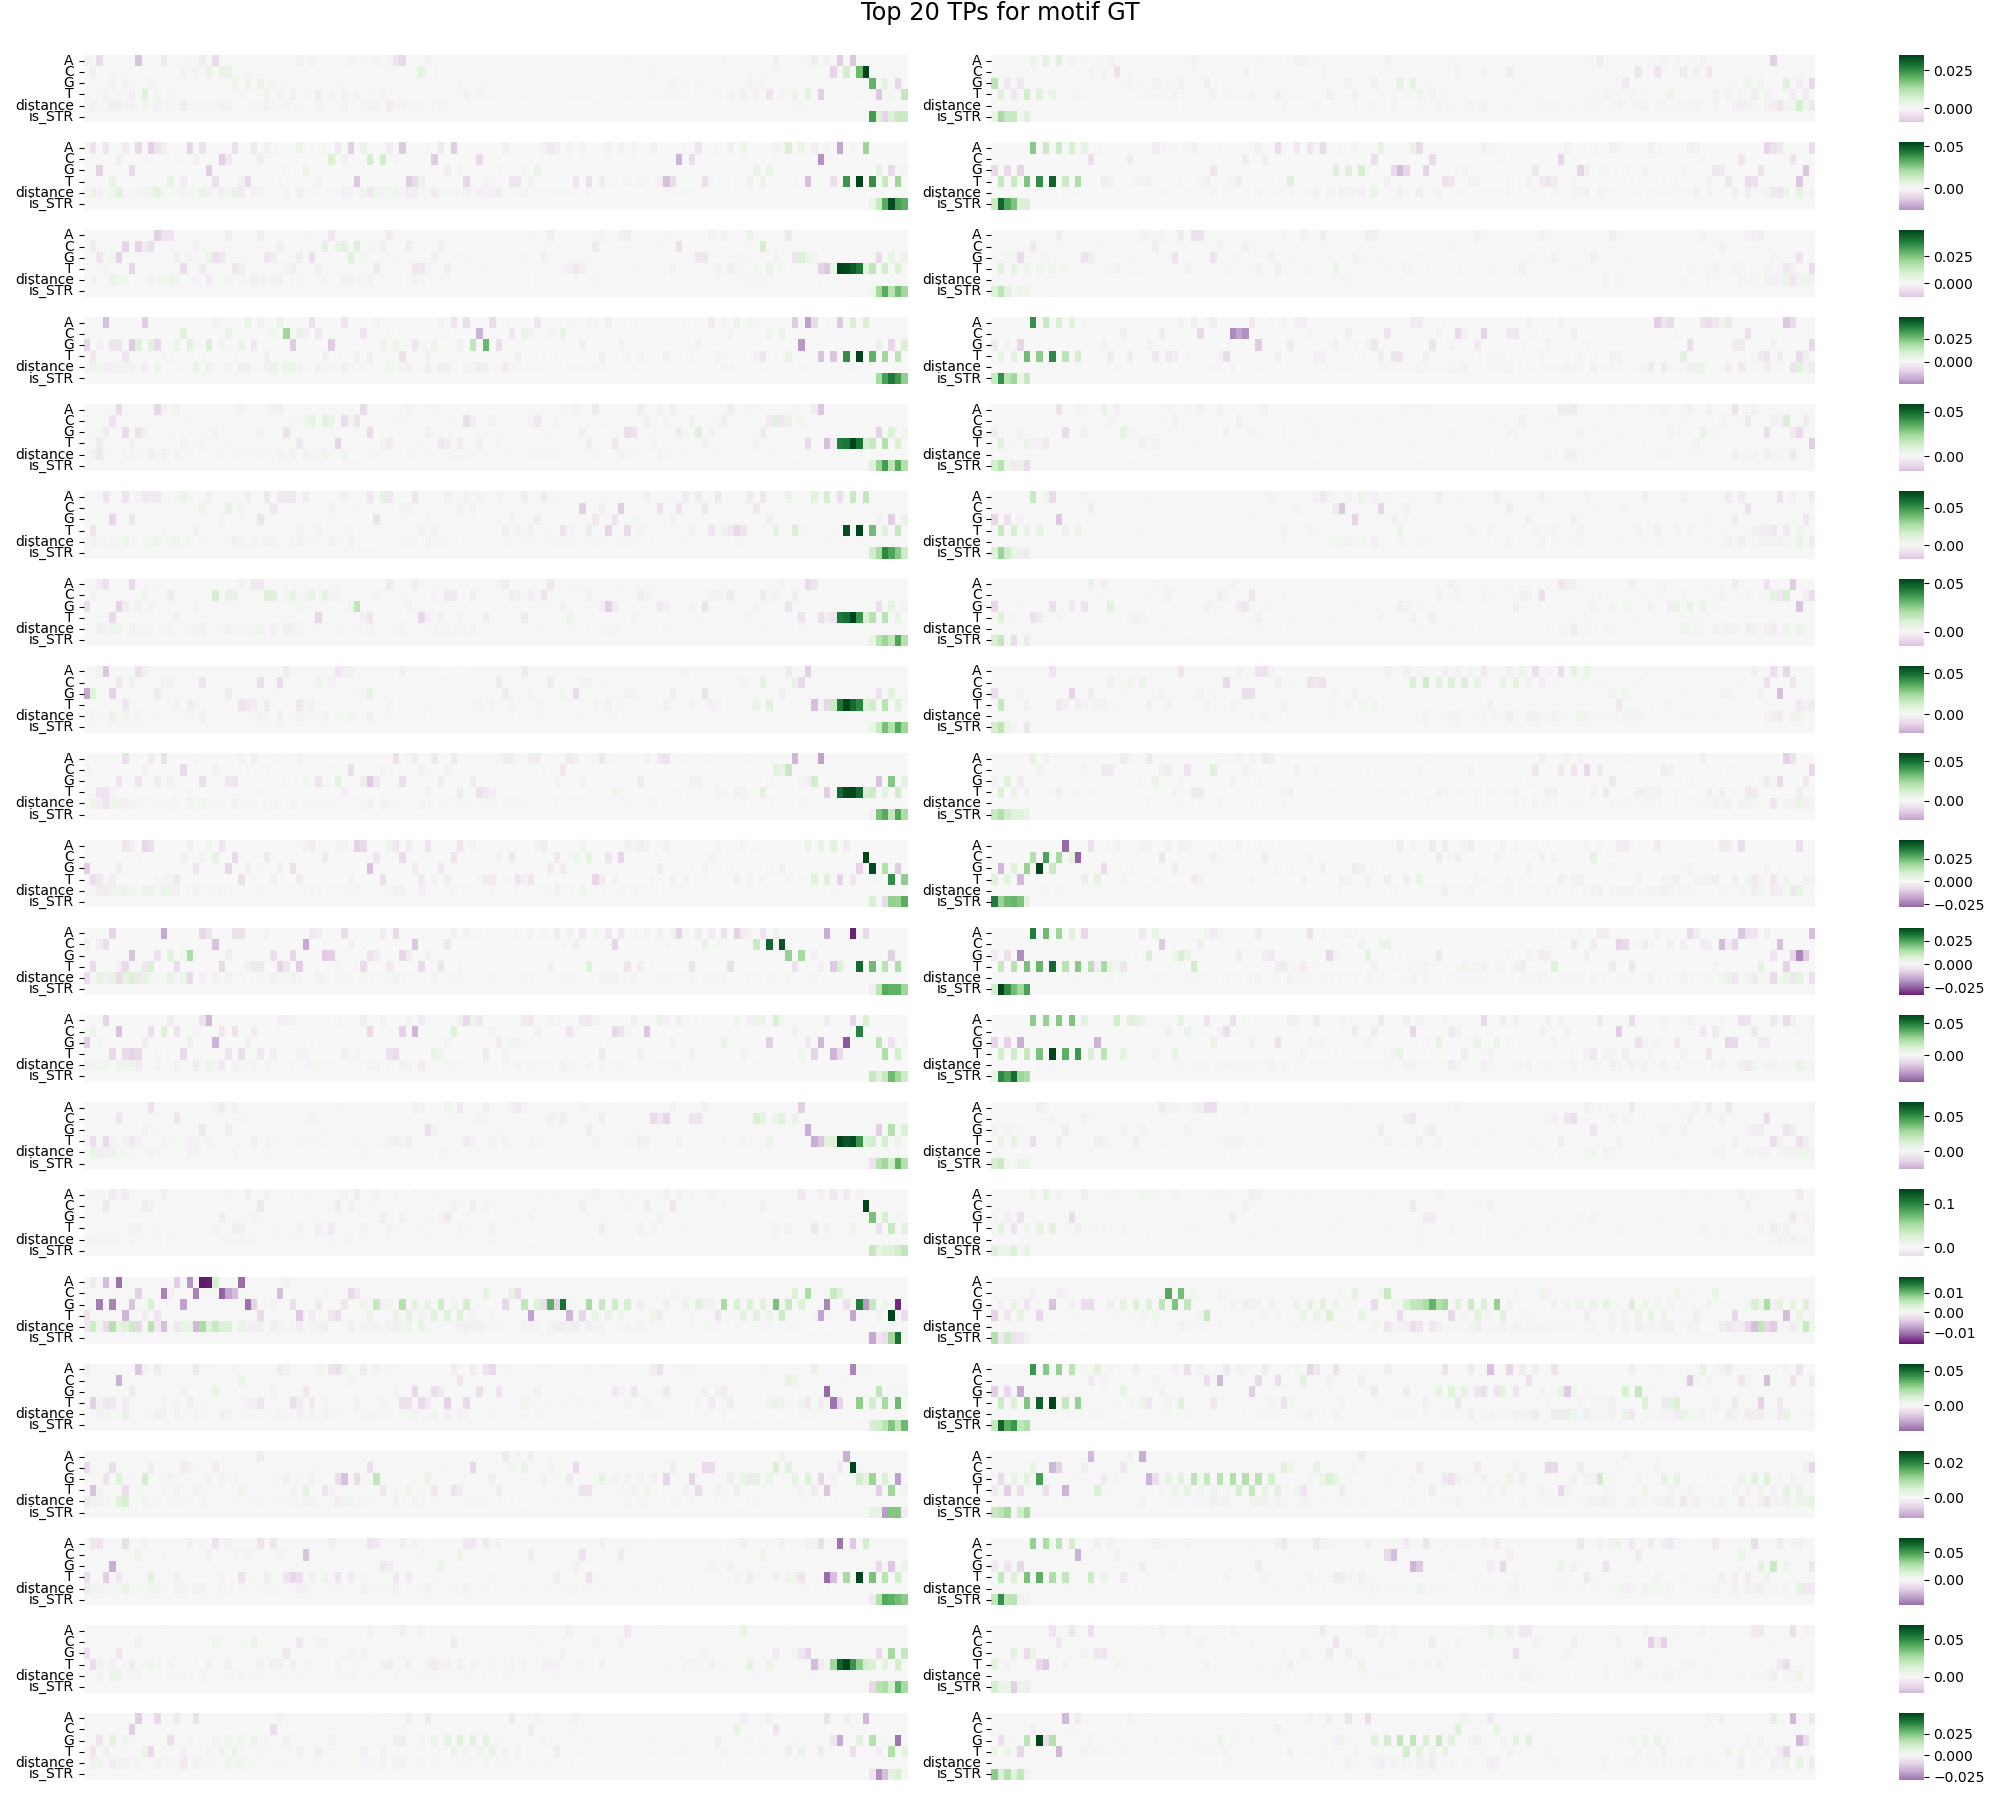 Top 20 TPs for motif GT
A A
C C 0.025
G G
T T
distance distance 0.000
is_STR is_STR
A A 0.05
C C
G G
T T
distance distance 0.00
is_STR is_STR
A A
C C
G G 0.025
T T
distance distance 0.000
is_STR is_STR
A A
C C
G G 0.025
T T
distance distance 0.000
is_STR is_STR
A A 0.05
C C
G G
T T
distance distance 0.00
is_STR is_STR
A A
C C 0.05
G G
T T
distance distance 0.00
is_STR is_STR
A A 0.05
C C
G G
T T
distance distance 0.00
is_STR is_STR
A A 0.05
C C
G G
T T
distance distance 0.00
is_STR is_STR
A A 0.05
C C
G G
T T
distance distance 0.00
is_STR is_STR
A A
C C 0.025
G G
T T 0.000
distance distance
is_STR is_STR −0.025
A A
C C 0.025
G G
T T 0.000
distance distance
is_STR is_STR −0.025
A A 0.05
C C
G G
T T 0.00
distance distance
is_STR is_STR
A A
C C 0.05
G G
T T
distance distance 0.00
is_STR is_STR
A A
C C 0.1
G G
T T
distance distance 0.0
is_STR is_STR
A A
C C 0.01
G G
T T 0.00
distance distance
is_STR is_STR −0.01
A A 0.05
C C
G G
T T 0.00
distance distance
is_STR is_STR
A A
C C 0.02
G G
T T
distance distance 0.00
is_STR is_STR
A A
C C 0.05
G G
T T 0.00
distance distance
is_STR is_STR
A A
C C 0.05
G G
T T
distance distance 0.00
is_STR is_STR
A A
C C 0.025
G G
T T 0.000
distance distance
is_STR is_STR −0.025